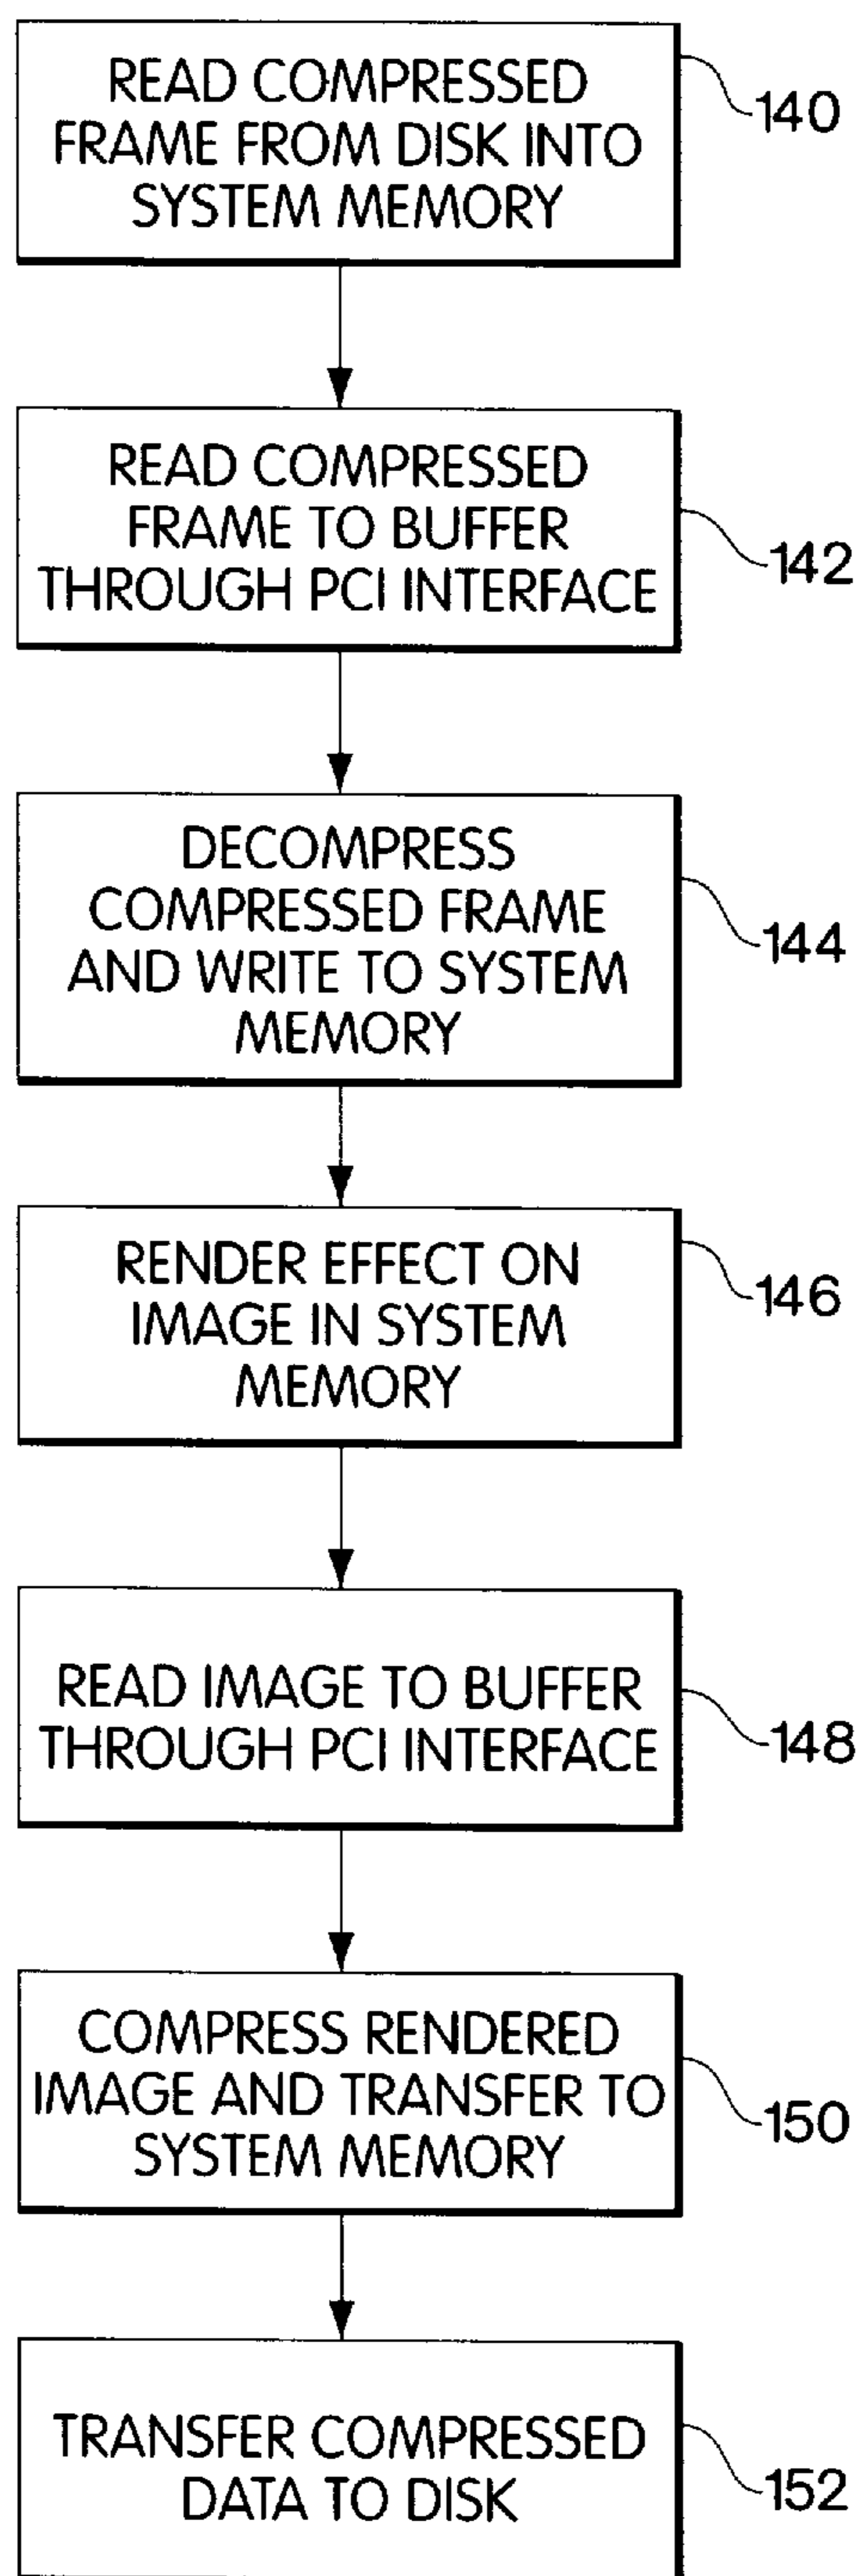 READ COMPRESSED
FRAME FROM DISK INTO
SYSTEM MEMORY
140
READ COMPRESSED
FRAME TO BUFFER
THROUGH PCI INTERFACE
142
DECOMPRESS
COMPRESSED FRAME
AND WRITE TO SYSTEM
MEMORY
144
RENDER EFFECT ON
IMAGE IN SYSTEM
MEMORY
146
READ IMAGE TO BUFFER
THROUGH PCI INTERFACE
148
COMPRESS RENDERED
IMAGE AND TRANSFER TO
SYSTEM MEMORY
150
TRANSFER COMPRESSED
DATA TO DISK
152